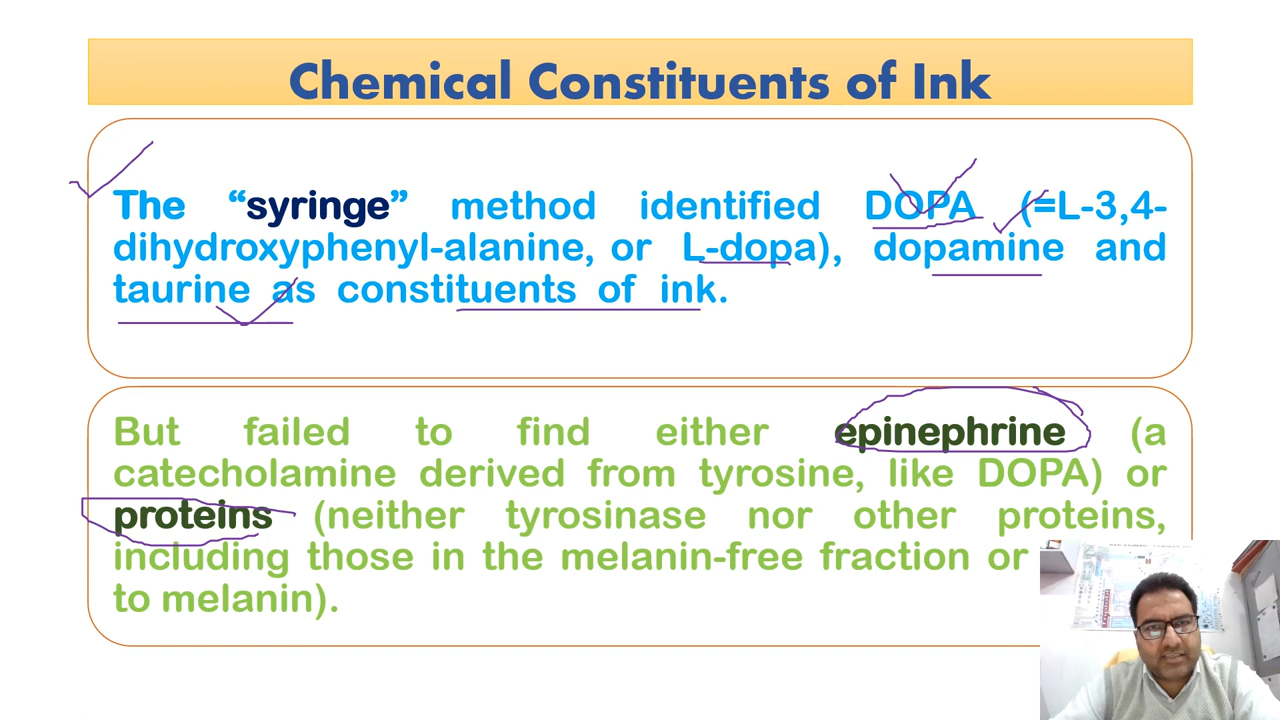 Chemical Constituents of Ink
The “syringe” method identified DOPA (=L-3,4-
dihydroxyphenyl-alanine, or L-dopa), dopamine and
taurine as constituents of ink.
But failed to find either epinephrine (a
catecholamine derived from tyrosine, like DOPA) or
proteins (neither tyrosinase nor other proteins,
including those in the melanin-free fraction or
to melanin).